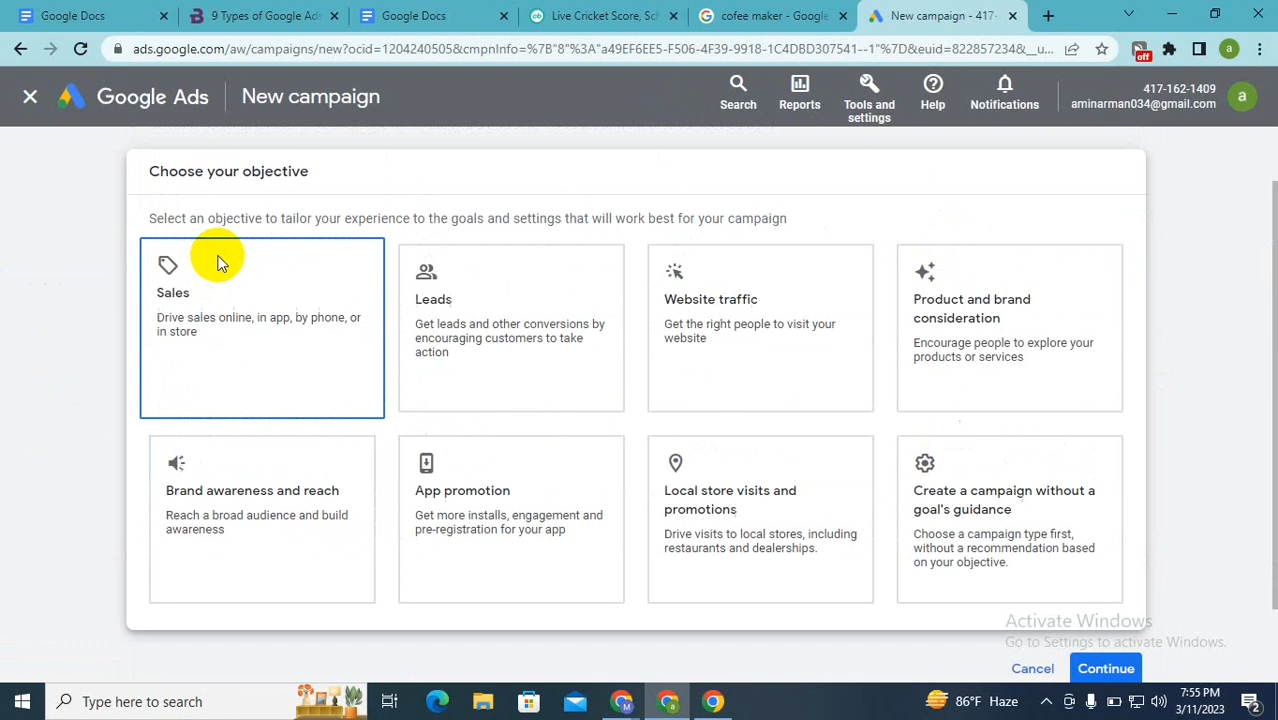 Google Docs
9 Types of Google Ads
Google Docs
Live Cricket Score, Sch
cofee maker - Google
New campaign - 417-
ads.google.com/aw/campaigns/new?ocid=1204240505&cmpnInfo=%7B"8"%3A"a49EF6EE5-F506-4F39-9918-1C4DBD307541--1"%7D&euid=8228572346&__u...
off
a
Google Ads
New campaign
Search
Reports
Tools and
settings
Help
Notifications
417-162-1409
aminarman034@gmail.com
a
Choose your objective
Select an objective to tailor your experience to the goals and settings that will work best for your campaign
Sales
Drive sales online, in app, by phone, or
in store
Leads
Get leads and other conversions by
encouraging customers to take
action
Website traffic
Get the right people to visit your
website
Product and brand
consideration
Encourage people to explore your
products or services
Brand awareness and reach
Reach a broad audience and build
awareness
App promotion
Get more installs, engagement and
pre-registration for your app
Local store visits and
promotions
Drive visits to local stores, including
restaurants and dealerships.
Create a campaign without a
goal's guidance
Choose a campaign type first,
without a recommendation based
on your objective.
Activate Windows
Go to Settings to activate Windows.
Cancel
Continue
Type here to search
86°F Haze
7:55 PM
3/11/2023
2